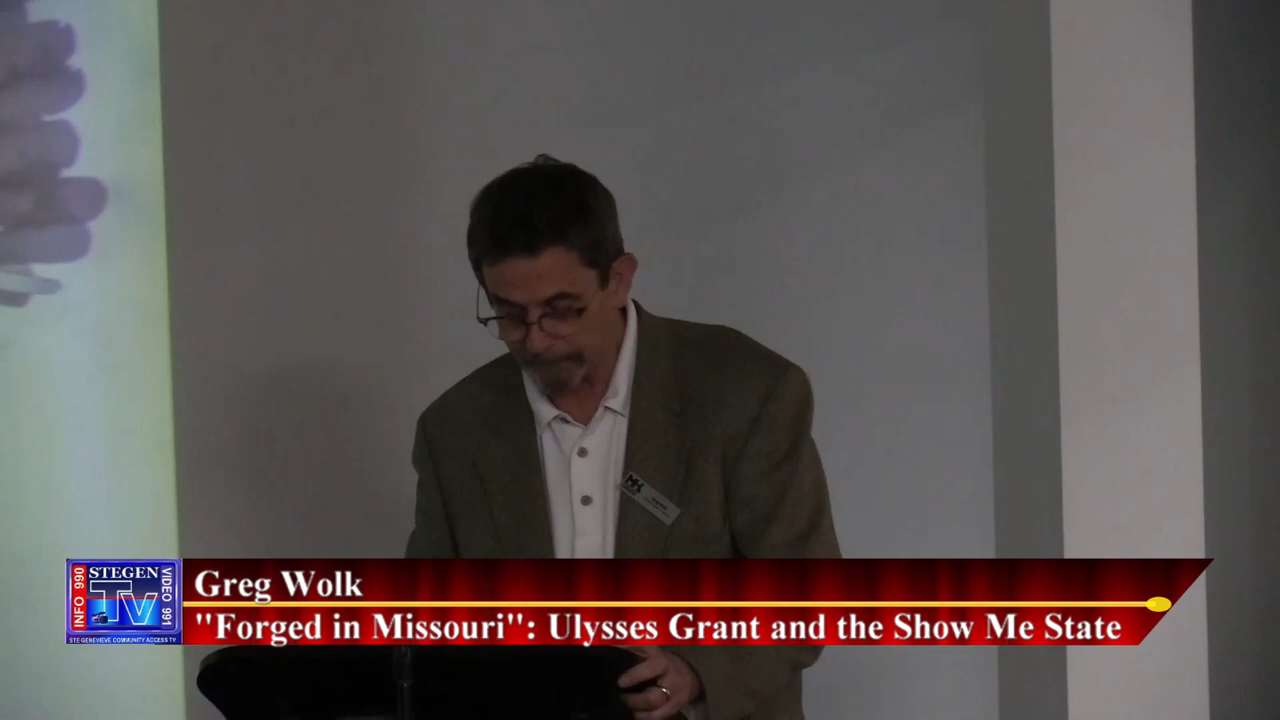 Greg Wolk
"Forged in Missouri": Ulysses Grant and the Show Me State
INFO 990
STEGEN
TV
VIDEO 991
STE GENEVIEVE COMMUNITY ACCESS TV